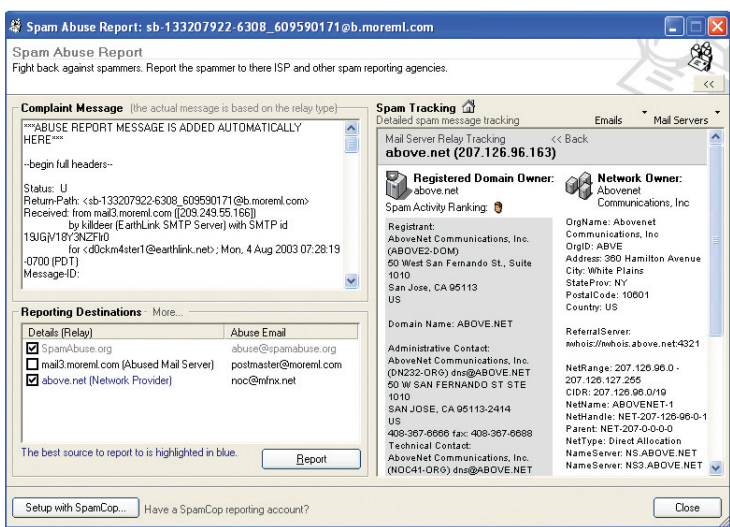 Spam Abuse Report: sb-133207922-6308_609590171@b.moreml.com
Spam Abuse Report
Fight back against spammers. Report the spammer to there ISP and other spam reporting agencies.
<<
Complaint Message (the actual message is based on the relay type)
***ABUSE REPORT MESSAGE IS ADDED AUTOMATICALLY
HERE***
--begin full headers--
Status: U
Return-Path: <sb-133207922-6308_609590171@b.moreml.com>
Received: from mail3.moreml.com ([209.249.55.166])
by killdeer (EarthLink SMTP Server) with SMTP id
19JGjV18Y3NZFlr0
for <d0ckm4ster1@earthlink.net>; Mon, 4 Aug 2003 07:28:19
-0700 (PDT)
Message-ID:
Reporting Destinations More...
Details (Relay) Abuse Email
SpamAbuse.org abuse@spamabuse.org
mail3.moreml.com (Abused Mail Server) postmaster@moreml.com
above.net (Network Provider) noc@mfnx.net
The best source to report to is highlighted in blue.
Report
Spam Tracking
Detailed spam message tracking
Emails Mail Servers
Mail Server Relay Tracking << Back
above.net (207.126.96.163)
Registered Domain Owner:
above.net
Spam Activity Ranking:
Registrant:
AboveNet Communications, Inc.
(ABOVE2-DOM)
50 West San Fernando St., Suite
1010
San Jose, CA 95113
US
Domain Name: ABOVE.NET
Administrative Contact:
AboveNet Communications, Inc.
(DN232-ORG) dns@ABOVE.NET
50 W SAN FERNANDO ST STE
1010
SAN JOSE, CA 95113-2414
US
408-367-6666 fax: 408-367-6688
Technical Contact:
AboveNet Communications, Inc.
(NOC41-ORG) dns@ABOVE.NET
Network Owner:
Abovenet
Communications, Inc
OrgName: Abovenet
Communications, Inc
OrgID: ABVE
Address: 360 Hamilton Avenue
City: White Plains
StateProv: NY
PostalCode: 10601
Country: US
ReferralServer:
rwhois://rwhois.above.net:4321
NetRange: 207.126.96.0 -
207.126.127.255
CIDR: 207.126.96.0/19
NetName: ABOVENET-1
NetHandle: NET-207-126-96-0-1
Parent: NET-207-0-0-0-0
NetType: Direct Allocation
NameServer: NS.ABOVE.NET
NameServer: NS3.ABOVE.NET
Setup with SpamCop... Have a SpamCop reporting account?
Close